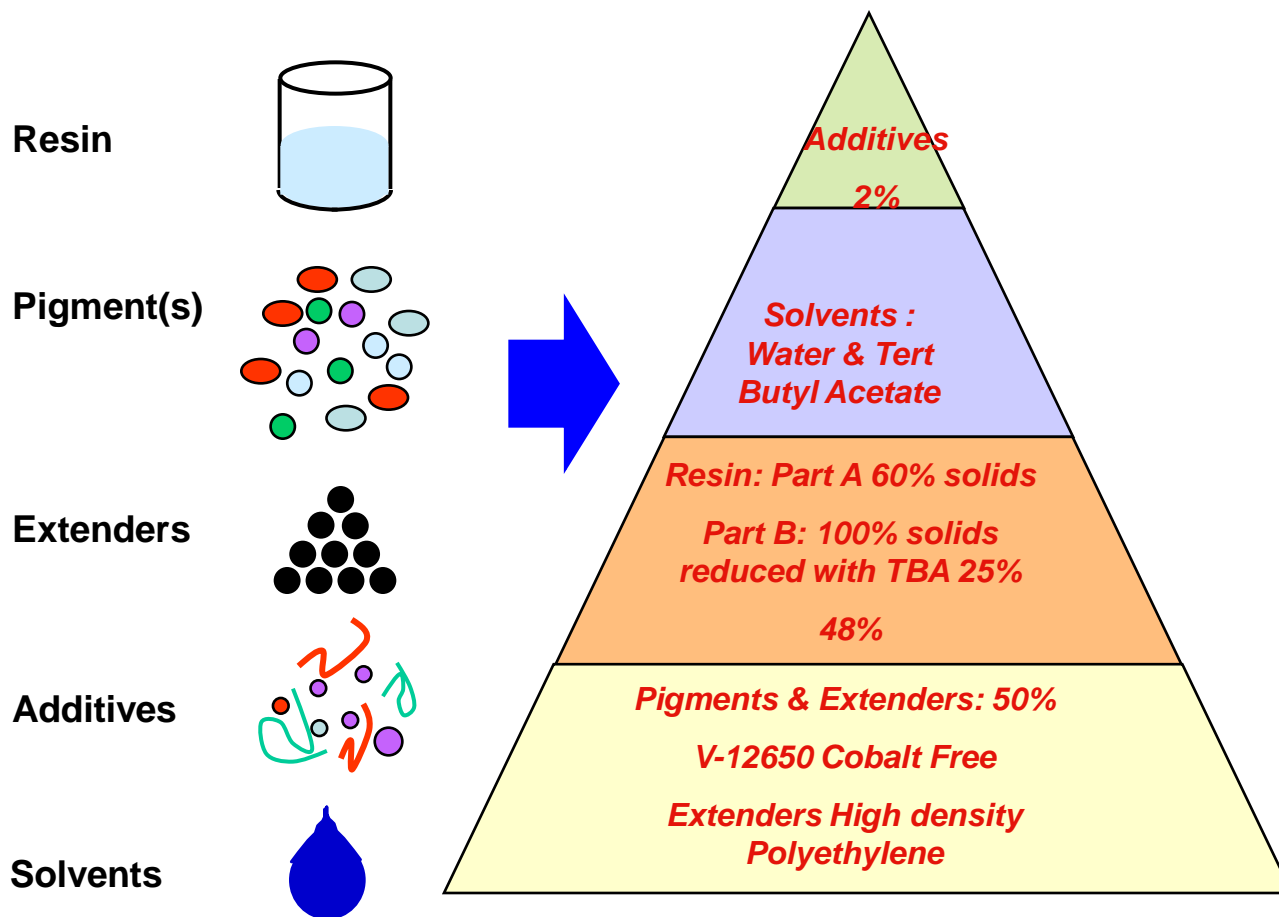 Resin
Pigment(s)
Extenders
Additives
Solvents
Additives
2%
Solvents :
Water & Tert
Butyl Acetate
Resin: Part A 60% solids
Part B: 100% solids
reduced with TBA 25%
48%
Pigments & Extenders: 50%
V-12650 Cobalt Free
Extenders High density
Polyethylene